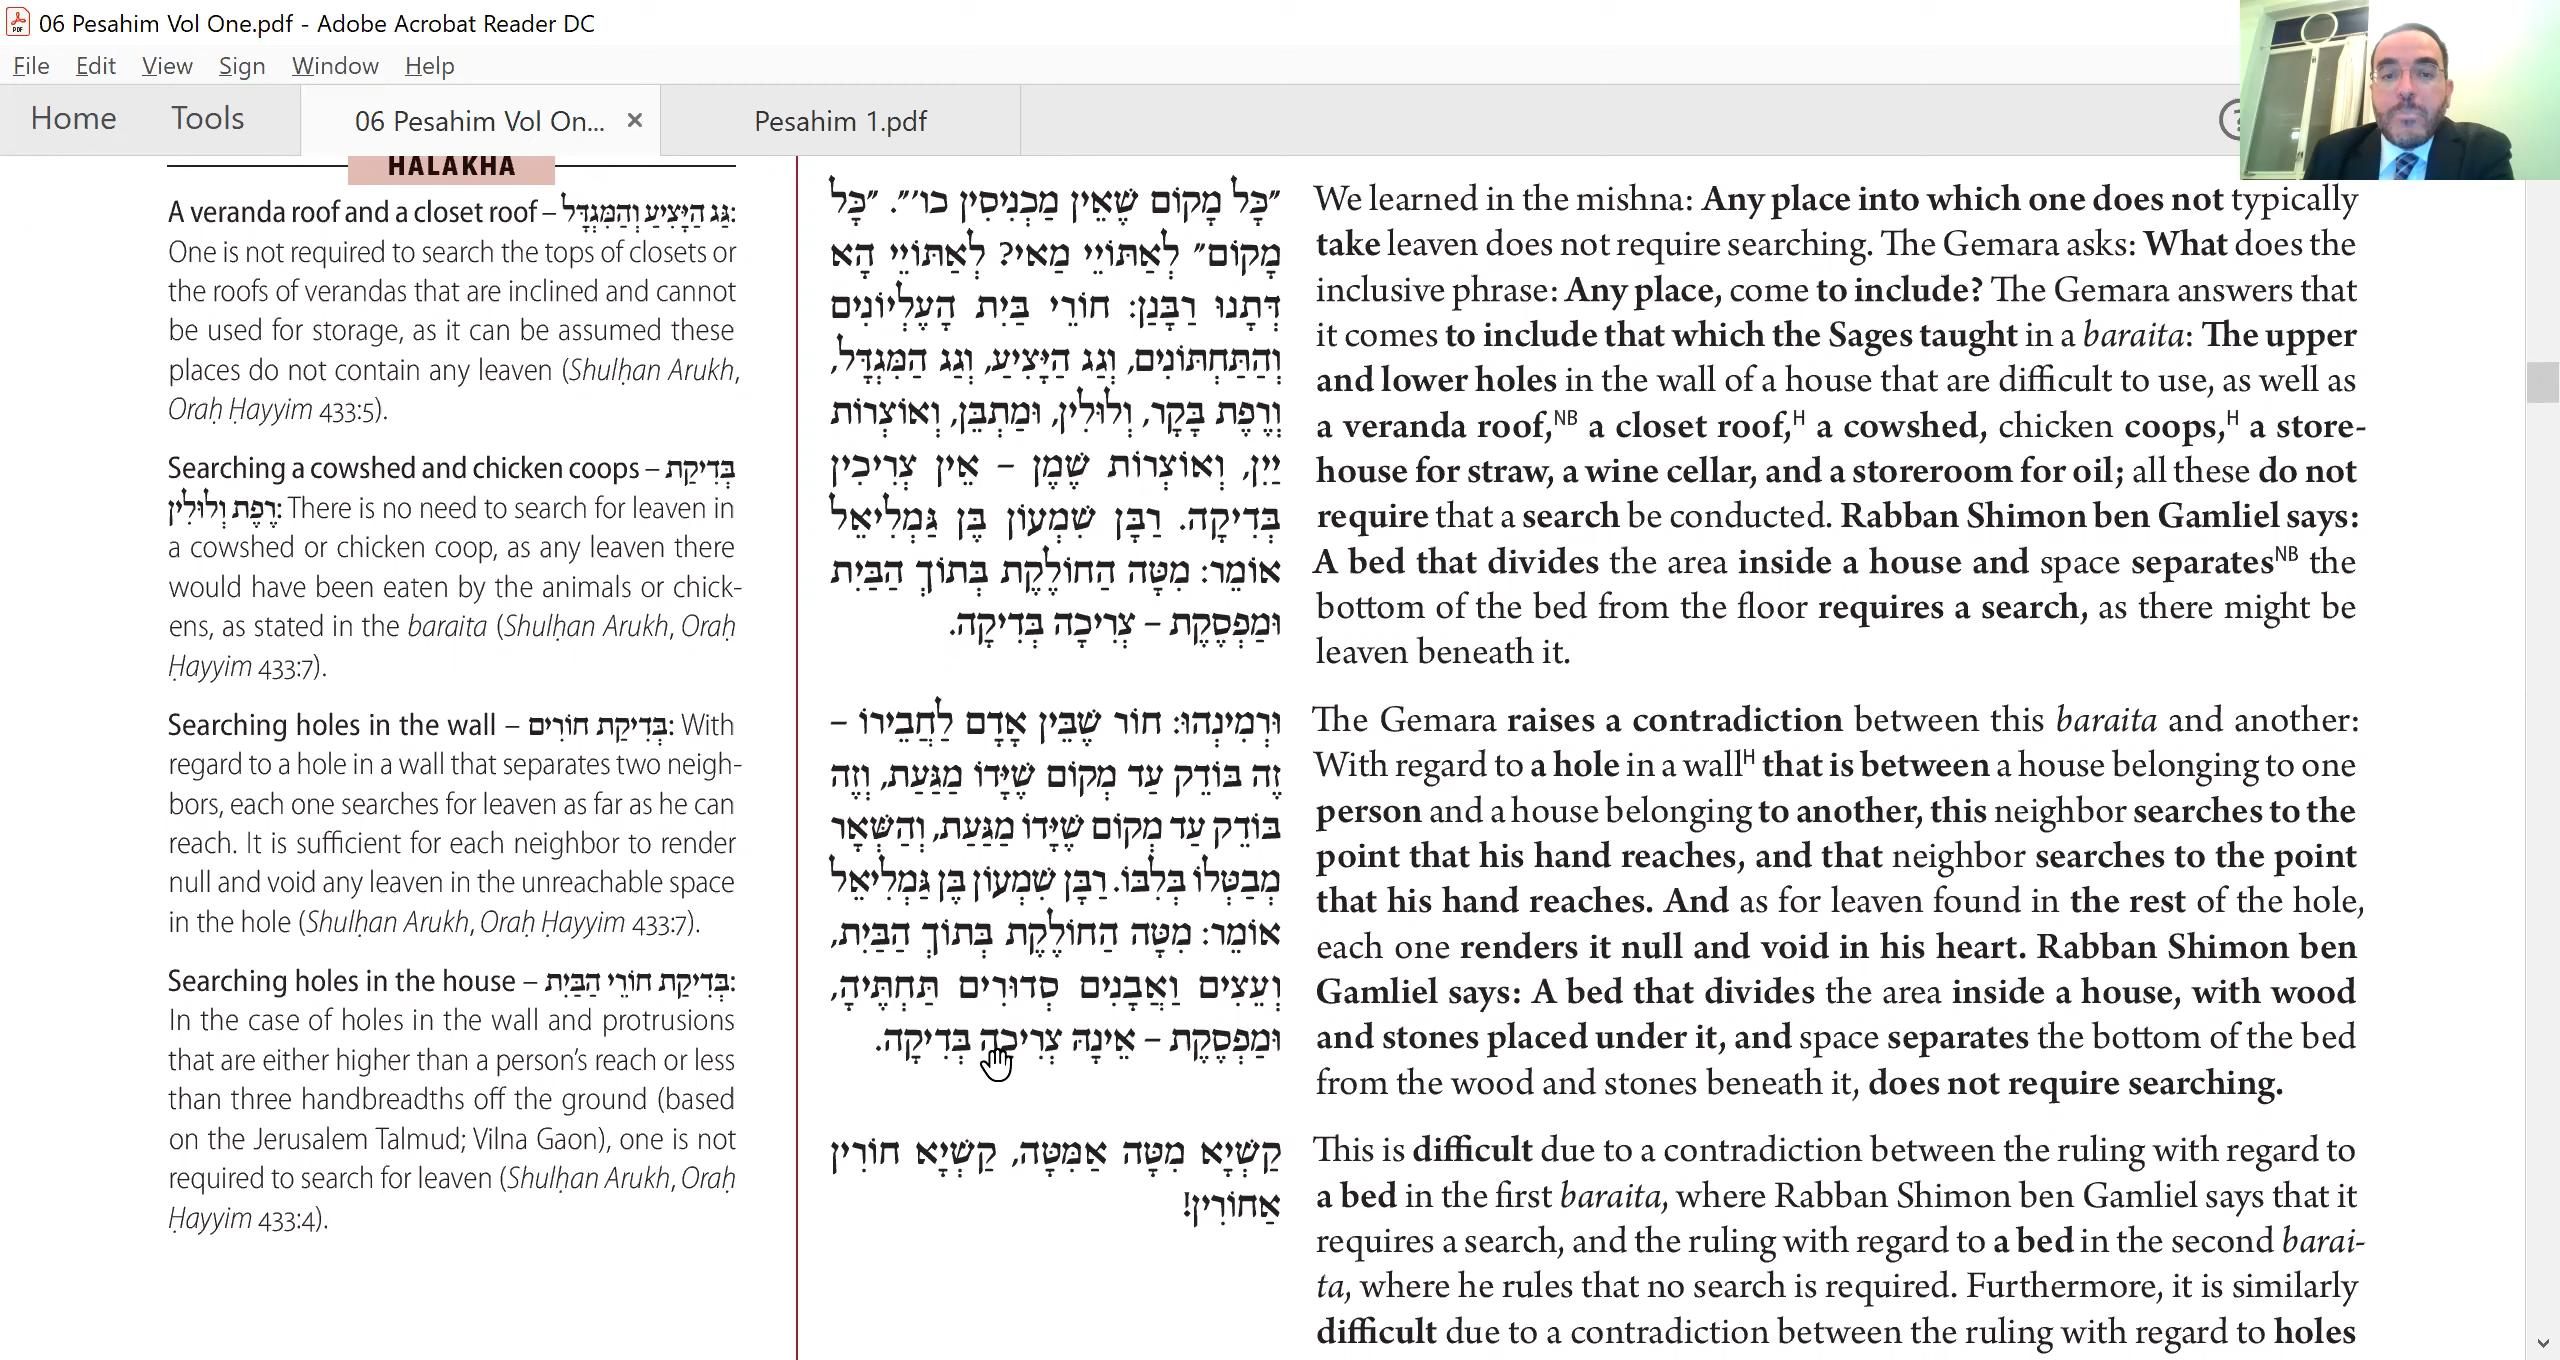 06 Pesahim Vol One.pdf - Adobe Acrobat Reader DC
File Edit View Sign Window Help
Home Tools 06 Pesahim Vol On... × Pesahim 1.pdf
HALAKHA
A veranda roof and a closet roof – גַּג הַיָּצִיעַ וְהַמִּגְדָּל:
One is not required to search the tops of closets or
the roofs of verandas that are inclined and cannot
be used for storage, as it can be assumed these
places do not contain any leaven (Shulḥan Arukh,
Oraḥ Ḥayyim 433:5).
Searching a cowshed and chicken coops – בְּדִיקַת
רֶפֶת וְלוּלִין: There is no need to search for leaven in
a cowshed or chicken coop, as any leaven there
would have been eaten by the animals or chick-
ens, as stated in the baraita (Shulḥan Arukh, Oraḥ
Ḥayyim 433:7).
Searching holes in the wall – בְּדִיקַת חוֹרִים: With
regard to a hole in a wall that separates two neigh-
bors, each one searches for leaven as far as he can
reach. It is sufficient for each neighbor to render
null and void any leaven in the unreachable space
in the hole (Shulḥan Arukh, Oraḥ Ḥayyim 433:7).
Searching holes in the house – בְּדִיקַת חוֹרֵי הַבַּיִת:
In the case of holes in the wall and protrusions
that are either higher than a person's reach or less
than three handbreadths off the ground (based
on the Jerusalem Talmud; Vilna Gaon), one is not
required to search for leaven (Shulḥan Arukh, Oraḥ
Ḥayyim 433:4).
״כָּל מָקוֹם שֶׁאֵין מַכְנִיסִין כו׳״. ״כָּל
מָקוֹם״ לְאַתּוֹיֵי מַאי? לְאַתּוֹיֵי הָא
דְּתָנוּ רַבָּנַן: חוֹרֵי בַּיִת הָעֶלְיוֹנִים
וְהַתַּחְתּוֹנִים, וְגַג הַיָּצִיעַ, וְגַג הַמִּגְדָּל,
וְרֶפֶת בָּקָר, וְלוּלִין, וּמַתְבֵּן, וְאוֹצְרוֹת
יַיִן, וְאוֹצְרוֹת שֶׁמֶן – אֵין צְרִיכִין
בְּדִיקָה. רַבָּן שִׁמְעוֹן בֶּן גַּמְלִיאֵל
אוֹמֵר: מִטָּה הַחוֹלֶקֶת בְּתוֹךְ הַבַּיִת
וּמַפְסֶקֶת – צְרִיכָה בְּדִיקָה.
וּרְמִינְהוּ: חוֹר שֶׁבֵּין אָדָם לַחֲבֵירוֹ –
זֶה בּוֹדֵק עַד מְקוֹם שֶׁיָּדוֹ מַגַּעַת, וְזֶה
בּוֹדֵק עַד מְקוֹם שֶׁיָּדוֹ מַגַּעַת, וְהַשְּׁאָר
מְבַטְּלוֹ בְּלִבּוֹ. רַבָּן שִׁמְעוֹן בֶּן גַּמְלִיאֵל
אוֹמֵר: מִטָּה הַחוֹלֶקֶת בְּתוֹךְ הַבַּיִת,
וְעֵצִים וַאֲבָנִים סְדוּרִים תַּחְתֶּיהָ,
וּמַפְסֶקֶת – אֵינָהּ צְרִיכָה בְּדִיקָה.
קַשְׁיָא מִטָּה אַמִּטָּה, קַשְׁיָא חוֹרִין
אַחוֹרִין!
We learned in the mishna: Any place into which one does not typically
take leaven does not require searching. The Gemara asks: What does the
inclusive phrase: Any place, come to include? The Gemara answers that
it comes to include that which the Sages taught in a baraita: The upper
and lower holes in the wall of a house that are difficult to use, as well as
a veranda roof,NB a closet roof,H a cowshed, chicken coops,H a store-
house for straw, a wine cellar, and a storeroom for oil; all these do not
require that a search be conducted. Rabban Shimon ben Gamliel says:
A bed that divides the area inside a house and space separatesNB the
bottom of the bed from the floor requires a search, as there might be
leaven beneath it.
The Gemara raises a contradiction between this baraita and another:
With regard to a hole in a wallH that is between a house belonging to one
person and a house belonging to another, this neighbor searches to the
point that his hand reaches, and that neighbor searches to the point
that his hand reaches. And as for leaven found in the rest of the hole,
each one renders it null and void in his heart. Rabban Shimon ben
Gamliel says: A bed that divides the area inside a house, with wood
and stones placed under it, and space separates the bottom of the bed
from the wood and stones beneath it, does not require searching.
This is difficult due to a contradiction between the ruling with regard to
a bed in the first baraita, where Rabban Shimon ben Gamliel says that it
requires a search, and the ruling with regard to a bed in the second barai-
ta, where he rules that no search is required. Furthermore, it is similarly
difficult due to a contradiction between the ruling with regard to holes